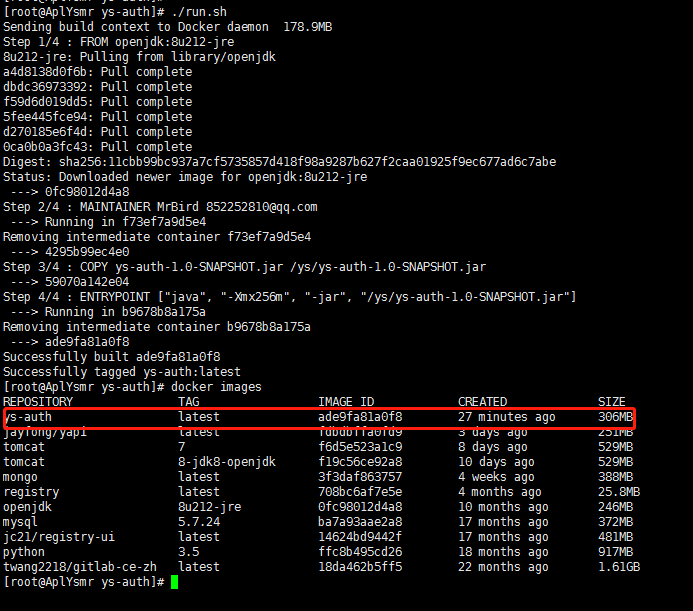 [root@AplYsmr ys-auth]#
[root@AplYsmr ys-auth]# ./run.sh
Sending build context to Docker daemon  178.9MB
Step 1/4 : FROM openjdk:8u212-jre
8u212-jre: Pulling from library/openjdk
a4d8138d0f6b: Pull complete
dbdc36973392: Pull complete
f59d6d019dd5: Pull complete
5fee445fce94: Pull complete
d270185e6f4d: Pull complete
0ca0b0a3fc43: Pull complete
Digest: sha256:11cbb99bc937a7cf5735857d418f98a9287b627f2caa01925f9ec677ad6c7abe
Status: Downloaded newer image for openjdk:8u212-jre
 ---> 0fc98012d4a8
Step 2/4 : MAINTAINER MrBird 852252810@qq.com
 ---> Running in f73ef7a9d5e4
Removing intermediate container f73ef7a9d5e4
 ---> 4295b99ec4e0
Step 3/4 : COPY ys-auth-1.0-SNAPSHOT.jar /ys/ys-auth-1.0-SNAPSHOT.jar
 ---> 59070a142e04
Step 4/4 : ENTRYPOINT ["java", "-Xmx256m", "-jar", "/ys/ys-auth-1.0-SNAPSHOT.jar"]
 ---> Running in b9678b8a175a
Removing intermediate container b9678b8a175a
 ---> ade9fa81a0f8
Successfully built ade9fa81a0f8
Successfully tagged ys-auth:latest
[root@AplYsmr ys-auth]# docker images
REPOSITORY TAG IMAGE ID CREATED SIZE
ys-auth latest ade9fa81a0f8 27 minutes ago 306MB
jayfong/yapi latest fdbdbffa0fd9 3 days ago 251MB
tomcat 7 f6d5e523a1c9 8 days ago 529MB
tomcat 8-jdk8-openjdk f19c56ce92a8 10 days ago 529MB
mongo latest 3f3daf863757 4 weeks ago 388MB
registry latest 708bc6af7e5e 4 months ago 25.8MB
openjdk 8u212-jre 0fc98012d4a8 10 months ago 246MB
mysql 5.7.24 ba7a93aae2a8 17 months ago 372MB
jc21/registry-ui latest 14624bd9442f 17 months ago 481MB
python 3.5 ffc8b495cd26 18 months ago 917MB
twang2218/gitlab-ce-zh latest 18da462b5ff5 22 months ago 1.61GB
[root@AplYsmr ys-auth]#